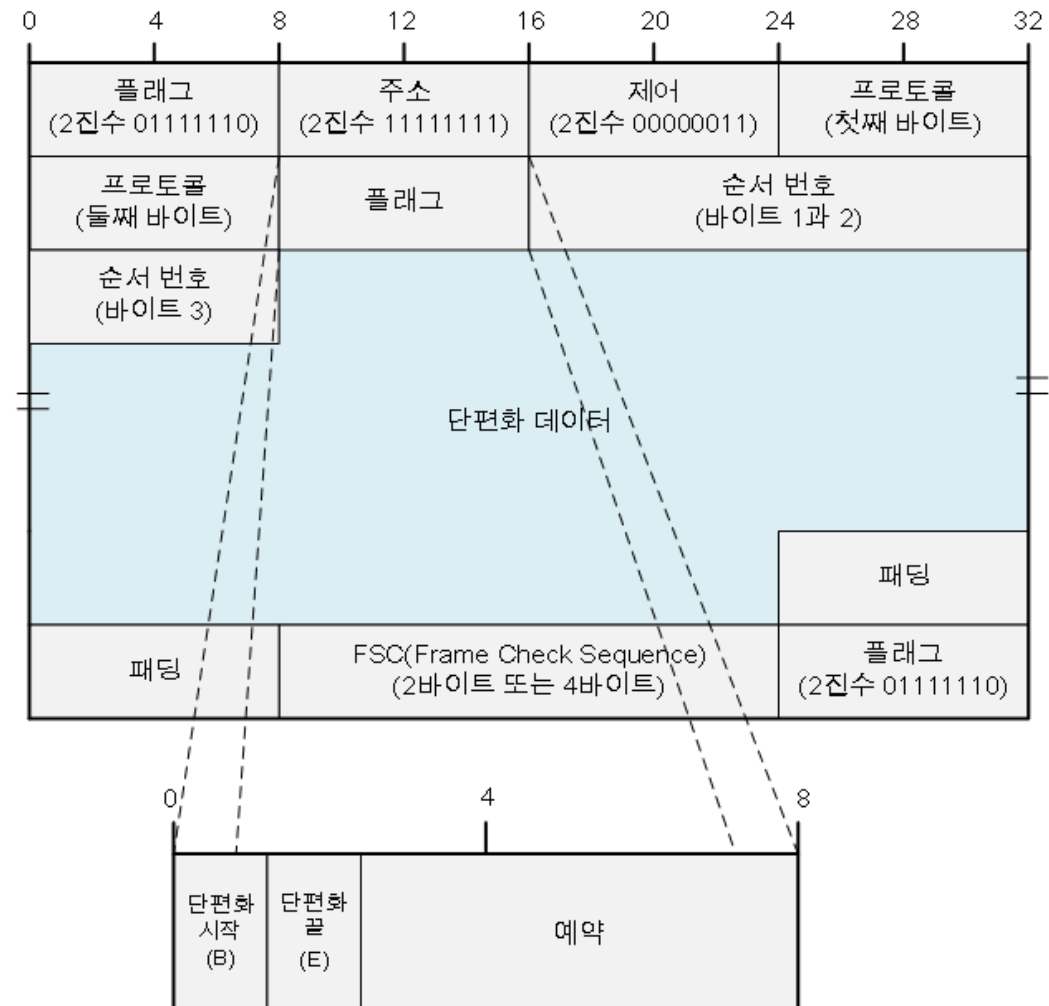 0 4 8 12 16 20 24 28 32
플래그
(2진수 01111110)
주소
(2진수 11111111)
제어
(2진수 00000011)
프로토콜
(첫째 바이트)
프로토콜
(둘째 바이트)
플래그
순서 번호
(바이트 1과 2)
순서 번호
(바이트 3)
단편화 데이터
패딩
패딩
FSC(Frame Check Sequence)
(2바이트 또는 4바이트)
플래그
(2진수 01111110)
0 4 8
단편화
시작
(B)
단편화
끝
(E)
예약